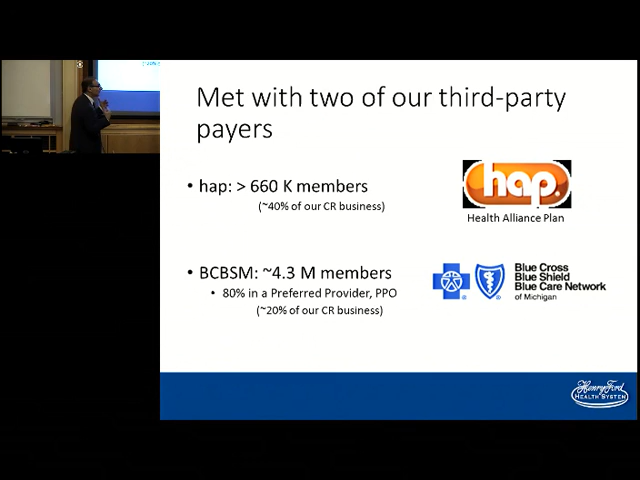 Met with two of our third-party
payers
• hap: > 660 K members
(~40% of our CR business)
hap.
Health Alliance Plan
• BCBSM: ~4.3 M members
• 80% in a Preferred Provider, PPO
(~20% of our CR business)
Blue Cross
Blue Shield
Blue Care Network
of Michigan
Henry Ford
HEALTH SYSTEM